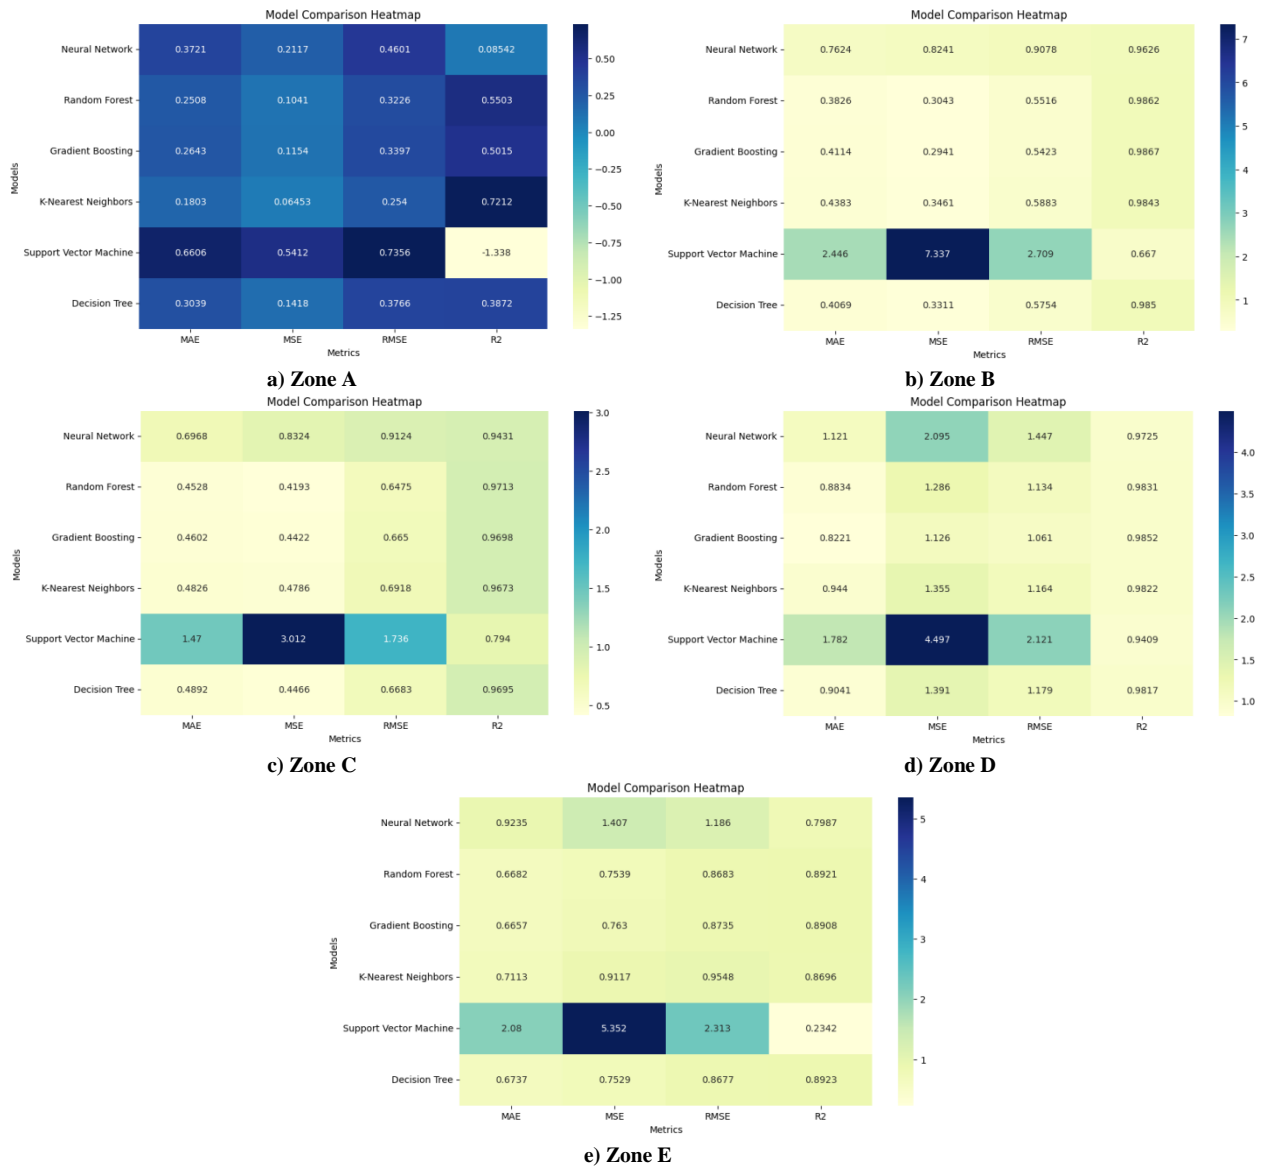 Model Comparison Heatmap
Neural Network 0.3721 0.2117 0.4601 0.08542
Random Forest 0.2508 0.1041 0.3226 0.5503
Gradient Boosting 0.2643 0.1154 0.3397 0.5015
K-Nearest Neighbors 0.1803 0.06453 0.254 0.7212
Support Vector Machine 0.6606 0.5412 0.7356 -1.338
Decision Tree 0.3039 0.1418 0.3766 0.3872
MAE MSE RMSE R2
Metrics
Models
0.50
0.25
0.00
−0.25
−0.50
−0.75
−1.00
−1.25
a) Zone A
Model Comparison Heatmap
Neural Network 0.7624 0.8241 0.9078 0.9626
Random Forest 0.3826 0.3043 0.5516 0.9862
Gradient Boosting 0.4114 0.2941 0.5423 0.9867
K-Nearest Neighbors 0.4383 0.3461 0.5883 0.9843
Support Vector Machine 2.446 7.337 2.709 0.667
Decision Tree 0.4069 0.3311 0.5754 0.985
MAE MSE RMSE R2
Metrics
Models
7
6
5
4
3
2
1
b) Zone B
Model Comparison Heatmap
Neural Network 0.6968 0.8324 0.9124 0.9431
Random Forest 0.4528 0.4193 0.6475 0.9713
Gradient Boosting 0.4602 0.4422 0.665 0.9698
K-Nearest Neighbors 0.4826 0.4786 0.6918 0.9673
Support Vector Machine 1.47 3.012 1.736 0.794
Decision Tree 0.4892 0.4466 0.6683 0.9695
MAE MSE RMSE R2
Metrics
Models
3.0
2.5
2.0
1.5
1.0
0.5
c) Zone C
Model Comparison Heatmap
Neural Network 1.121 2.095 1.447 0.9725
Random Forest 0.8834 1.286 1.134 0.9831
Gradient Boosting 0.8221 1.126 1.061 0.9852
K-Nearest Neighbors 0.944 1.355 1.164 0.9822
Support Vector Machine 1.782 4.497 2.121 0.9409
Decision Tree 0.9041 1.391 1.179 0.9817
MAE MSE RMSE R2
Metrics
Models
4.0
3.5
3.0
2.5
2.0
1.5
1.0
d) Zone D
Model Comparison Heatmap
Neural Network 0.9235 1.407 1.186 0.7987
Random Forest 0.6682 0.7539 0.8683 0.8921
Gradient Boosting 0.6657 0.763 0.8735 0.8908
K-Nearest Neighbors 0.7113 0.9117 0.9548 0.8696
Support Vector Machine 2.08 5.352 2.313 0.2342
Decision Tree 0.6737 0.7529 0.8677 0.8923
MAE MSE RMSE R2
Metrics
Models
5
4
3
2
1
e) Zone E